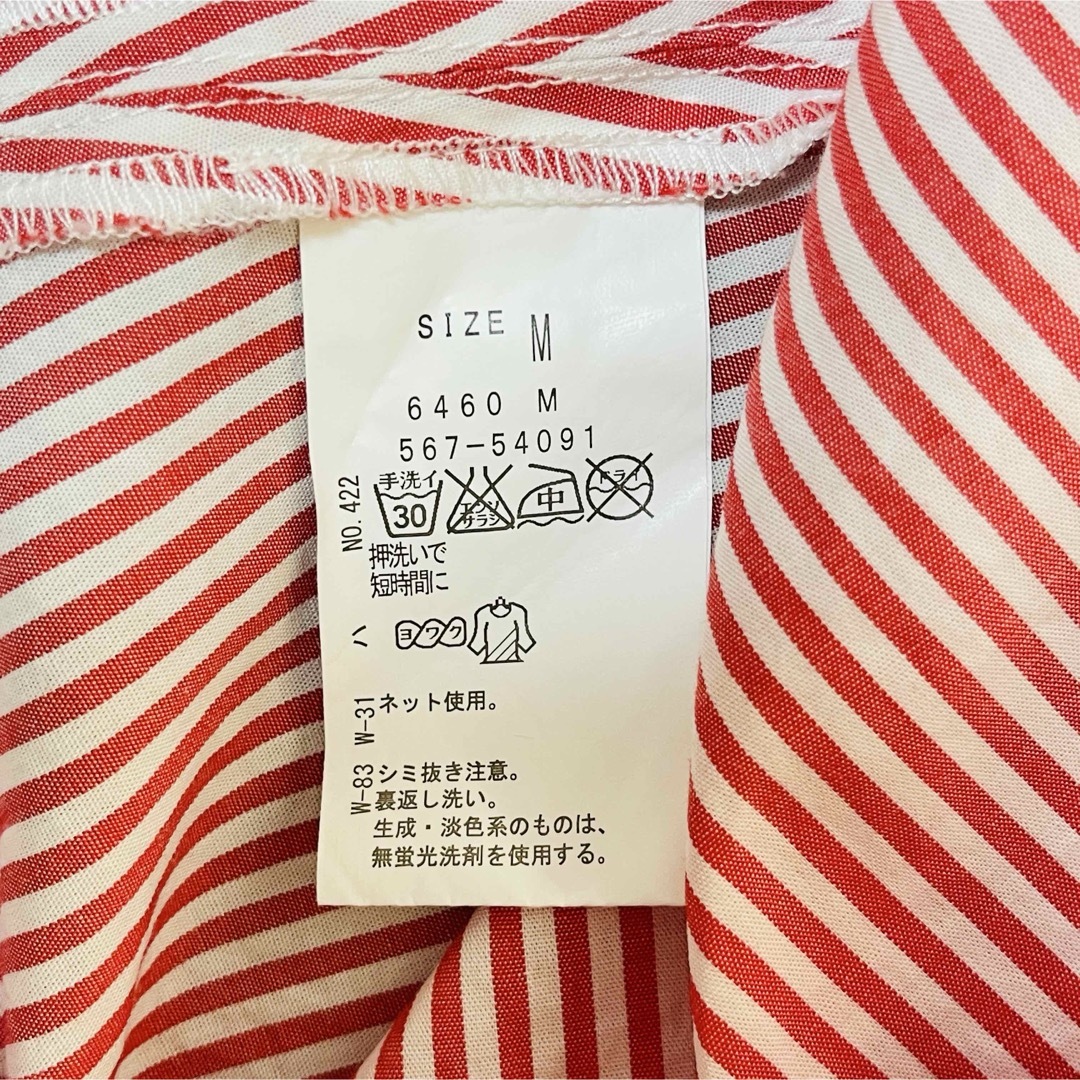 SIZE M
6460 M
567-54091
手洗イ
30
エンソ
サラシ
中
ドライ
NO. 422
押洗いで
短時間に
ハ
ヨワク
W-31
ネット使用。
W-83
シミ抜き注意。
裏返し洗い。
生成・淡色系のものは、
無蛍光洗剤を使用する。